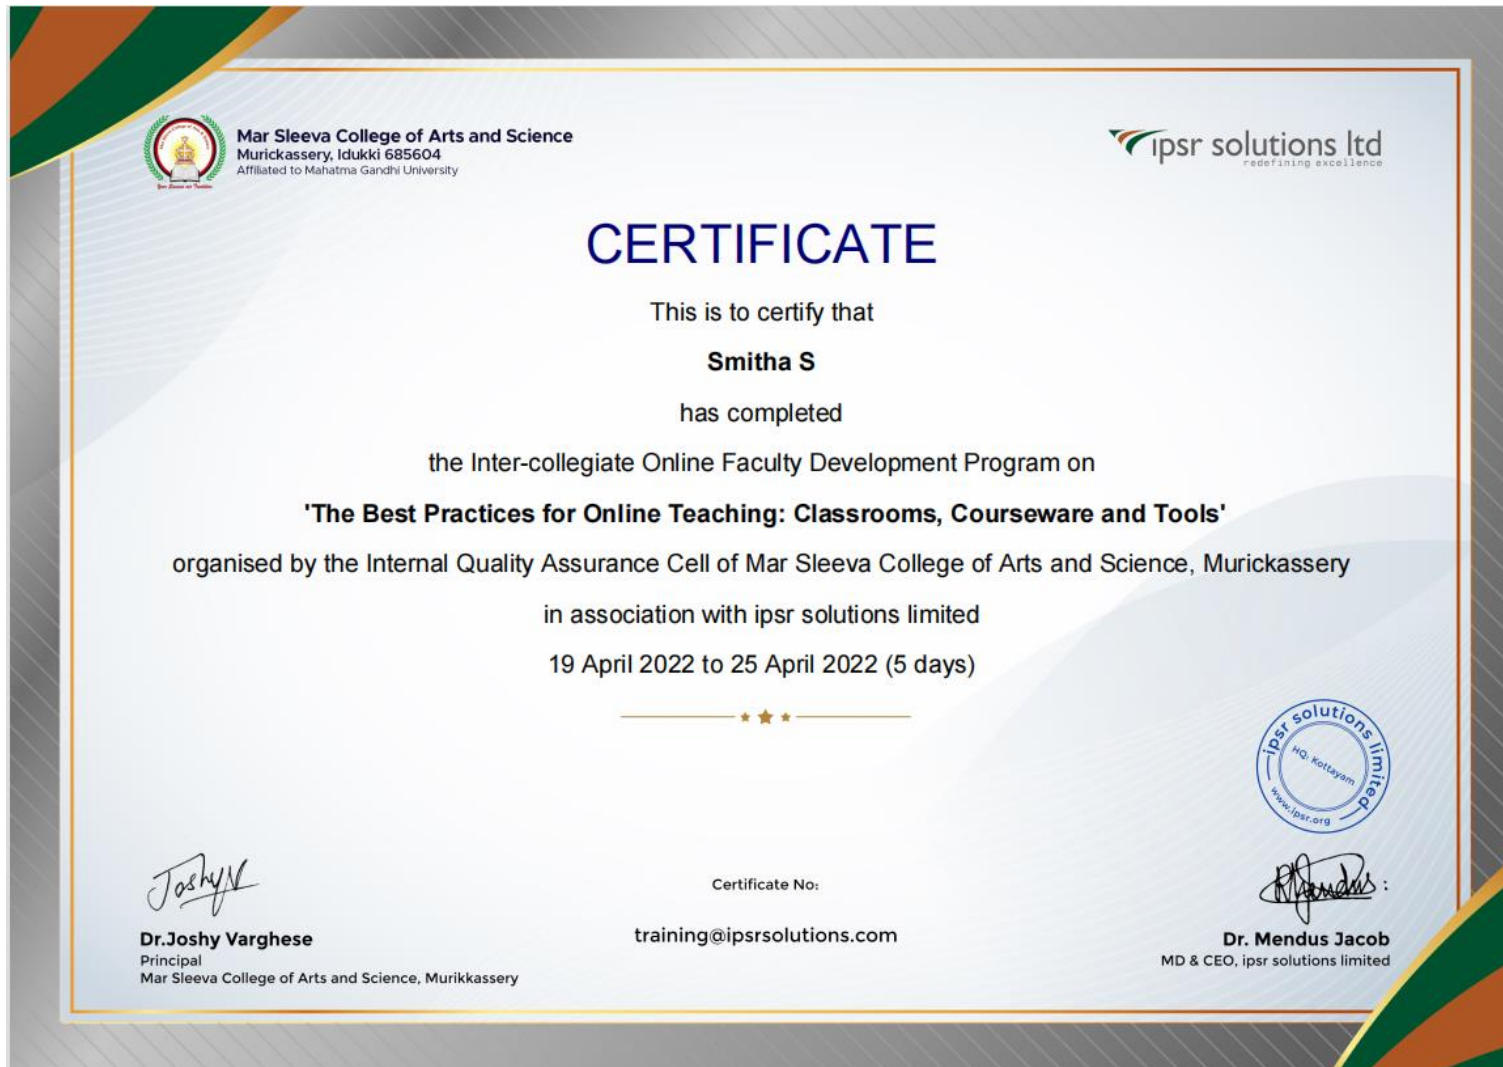 Mar Sleeva College of Arts and Science
Murickassery, Idukki 685604
Affiliated to Mahatma Gandhi University
ipsr solutions ltd
redefining excellence
CERTIFICATE
This is to certify that
Smitha S
has completed
the Inter-collegiate Online Faculty Development Program on
'The Best Practices for Online Teaching: Classrooms, Courseware and Tools'
organised by the Internal Quality Assurance Cell of Mar Sleeva College of Arts and Science, Murickassery
in association with ipsr solutions limited
19 April 2022 to 25 April 2022 (5 days)
ipsr solutions limited
HQ: Kottayam
www.ipsr.org
JoshyV
Certificate No:
training@ipsrsolutions.com
Dr.Joshy Varghese
Principal
Mar Sleeva College of Arts and Science, Murikkassery
Dr. Mendus Jacob
MD & CEO, ipsr solutions limited